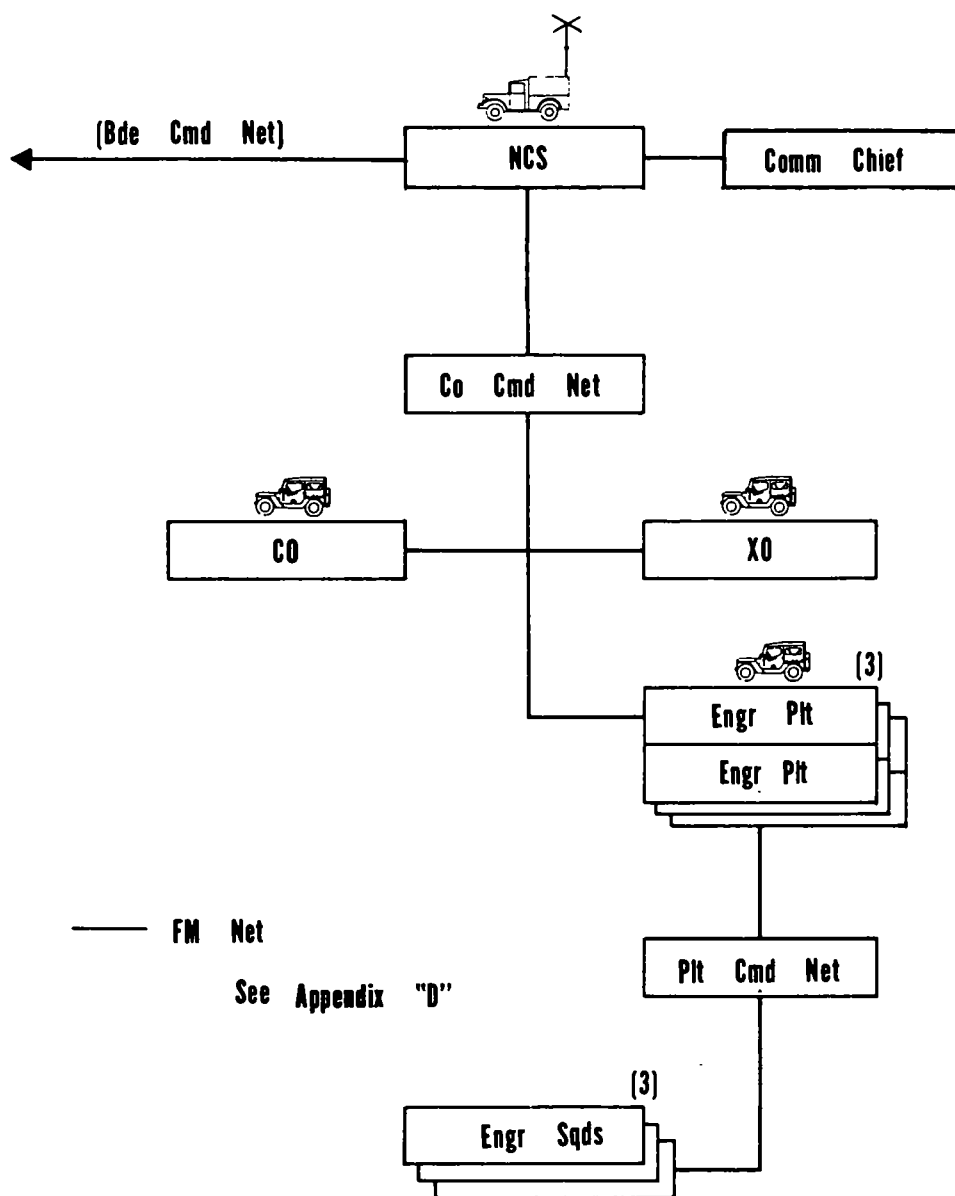 (Bde Cmd Net)
NCS
Comm Chief
Co Cmd Net
CO
XO
(3)
Engr Plt
Engr Plt
FM Net
Plt Cmd Net
See Appendix "D"
(3)
Engr Sqds